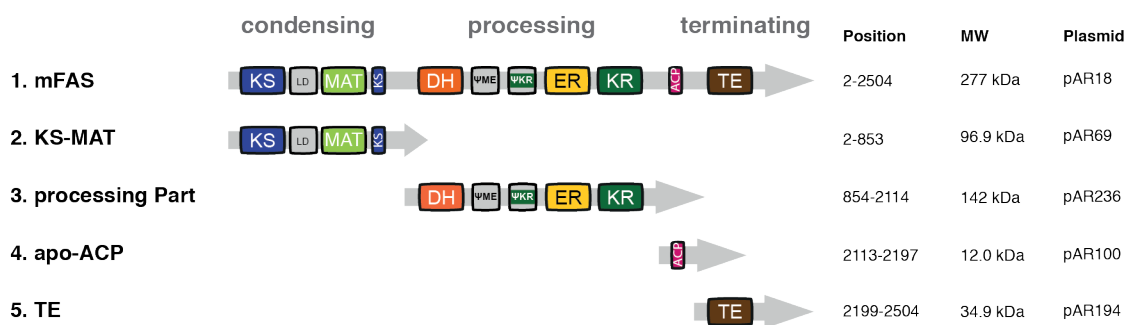 condensing processing terminating
Position MW Plasmid
1. mFAS KS LD MAT KS DH ΨME ΨKR ER KR ACP TE 2-2504 277 kDa pAR18
2. KS-MAT KS LD MAT KS 2-853 96.9 kDa pAR69
3. processing Part DH ΨME ΨKR ER KR 854-2114 142 kDa pAR236
4. apo-ACP ACP 2113-2197 12.0 kDa pAR100
5. TE TE 2199-2504 34.9 kDa pAR194